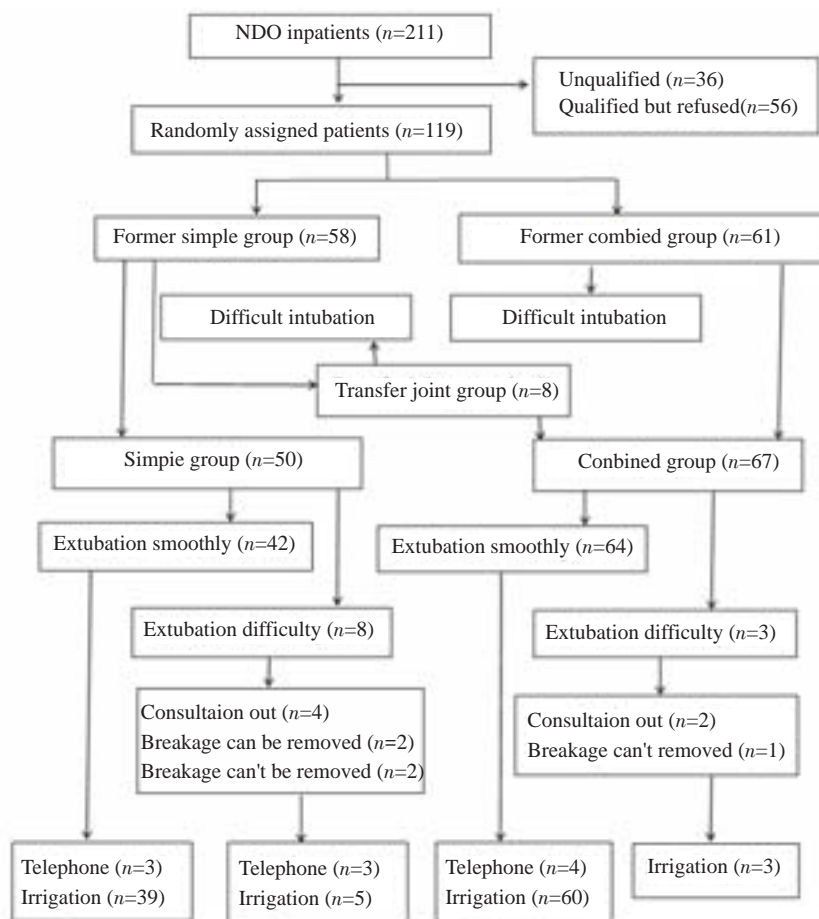 NDO inpatients (n=211)
Unqualified (n=36)
Qualified but refused(n=56)
Randomly assigned patients (n=119)
Former simple group (n=58)
Former combied group (n=61)
Difficult intubation
Difficult intubation
Transfer joint group (n=8)
Simpie group (n=50)
Conbined group (n=67)
Extubation smoothly (n=42)
Extubation smoothly (n=64)
Extubation difficulty (n=8)
Extubation difficulty (n=3)
Consultaion out (n=4)
Breakage can be removed (n=2)
Breakage can't be removed (n=2)
Consultaion out (n=2)
Breakage can't removed (n=1)
Telephone (n=3)
Irrigation (n=39)
Telephone (n=3)
Irrigation (n=5)
Telephone (n=4)
Irrigation (n=60)
Irrigation (n=3)